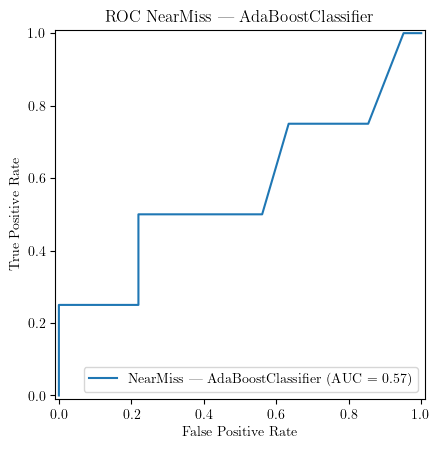 ROC NearMiss — AdaBoostClassifier
1.0
0.8
0.6
0.4
0.2
0.0
True Positive Rate
NearMiss — AdaBoostClassifier (AUC = 0.57)
0.0 0.2 0.4 0.6 0.8 1.0
False Positive Rate